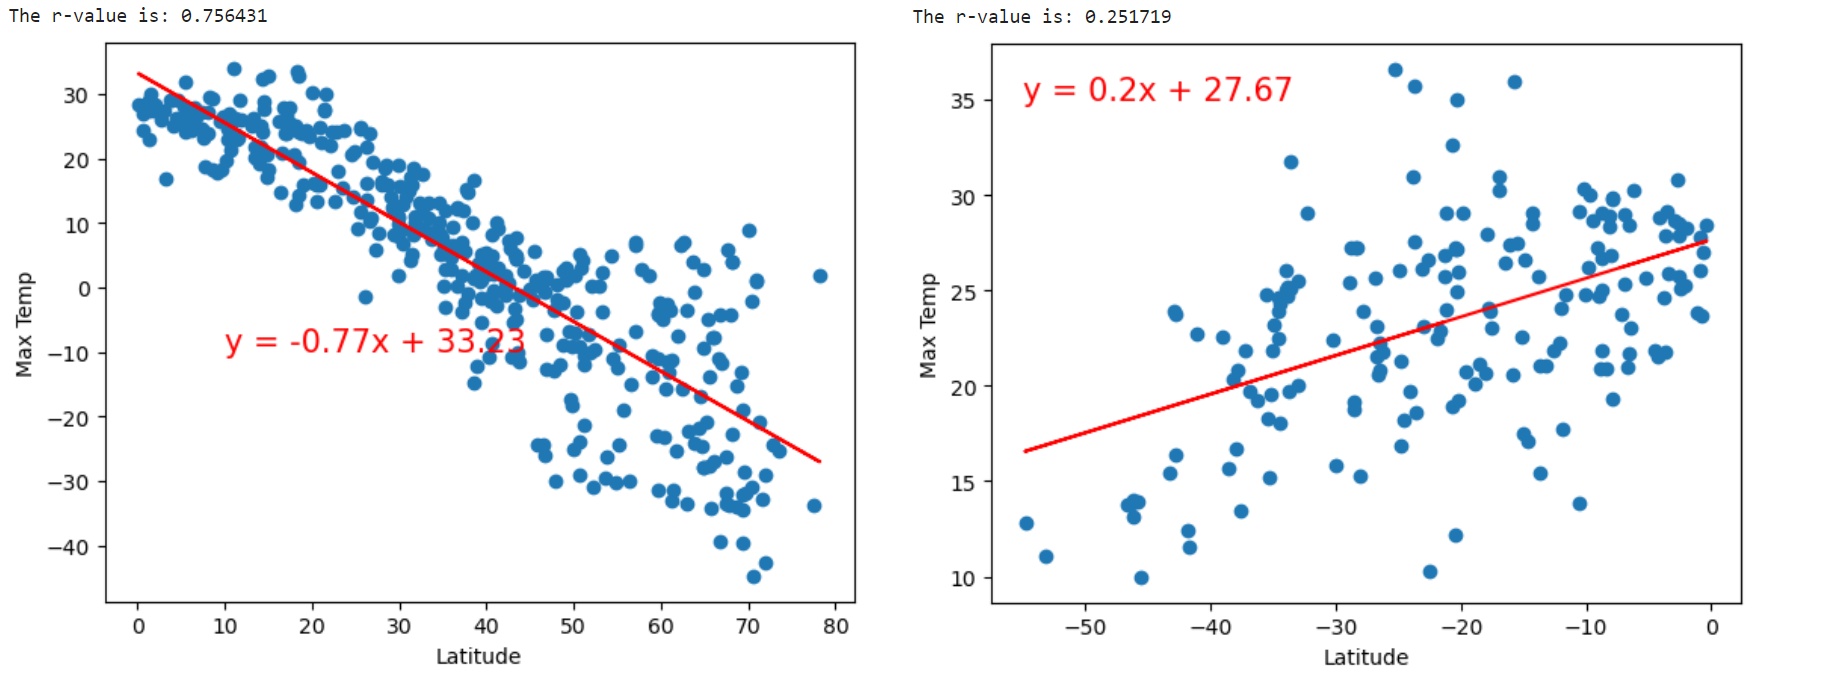 The r-value is: 0.756431
30
20
10
0
−10
−20
−30
−40
Max Temp
y = -0.77x + 33.23
0 10 20 30 40 50 60 70 80
Latitude
The r-value is: 0.251719
y = 0.2x + 27.67
35
30
25
20
15
10
Max Temp
−50 −40 −30 −20 −10 0
Latitude